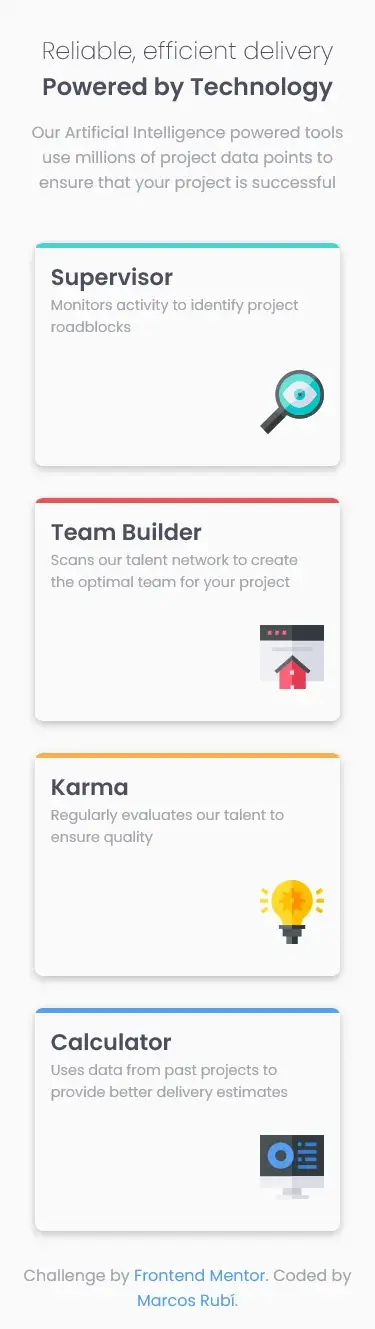 Reliable, efficient delivery
Powered by Technology
Our Artificial Intelligence powered tools
use millions of project data points to
ensure that your project is successful
Supervisor
Monitors activity to identify project
roadblocks
Team Builder
Scans our talent network to create
the optimal team for your project
Karma
Regularly evaluates our talent to
ensure quality
Calculator
Uses data from past projects to
provide better delivery estimates
Challenge by Frontend Mentor. Coded by
Marcos Rubí.